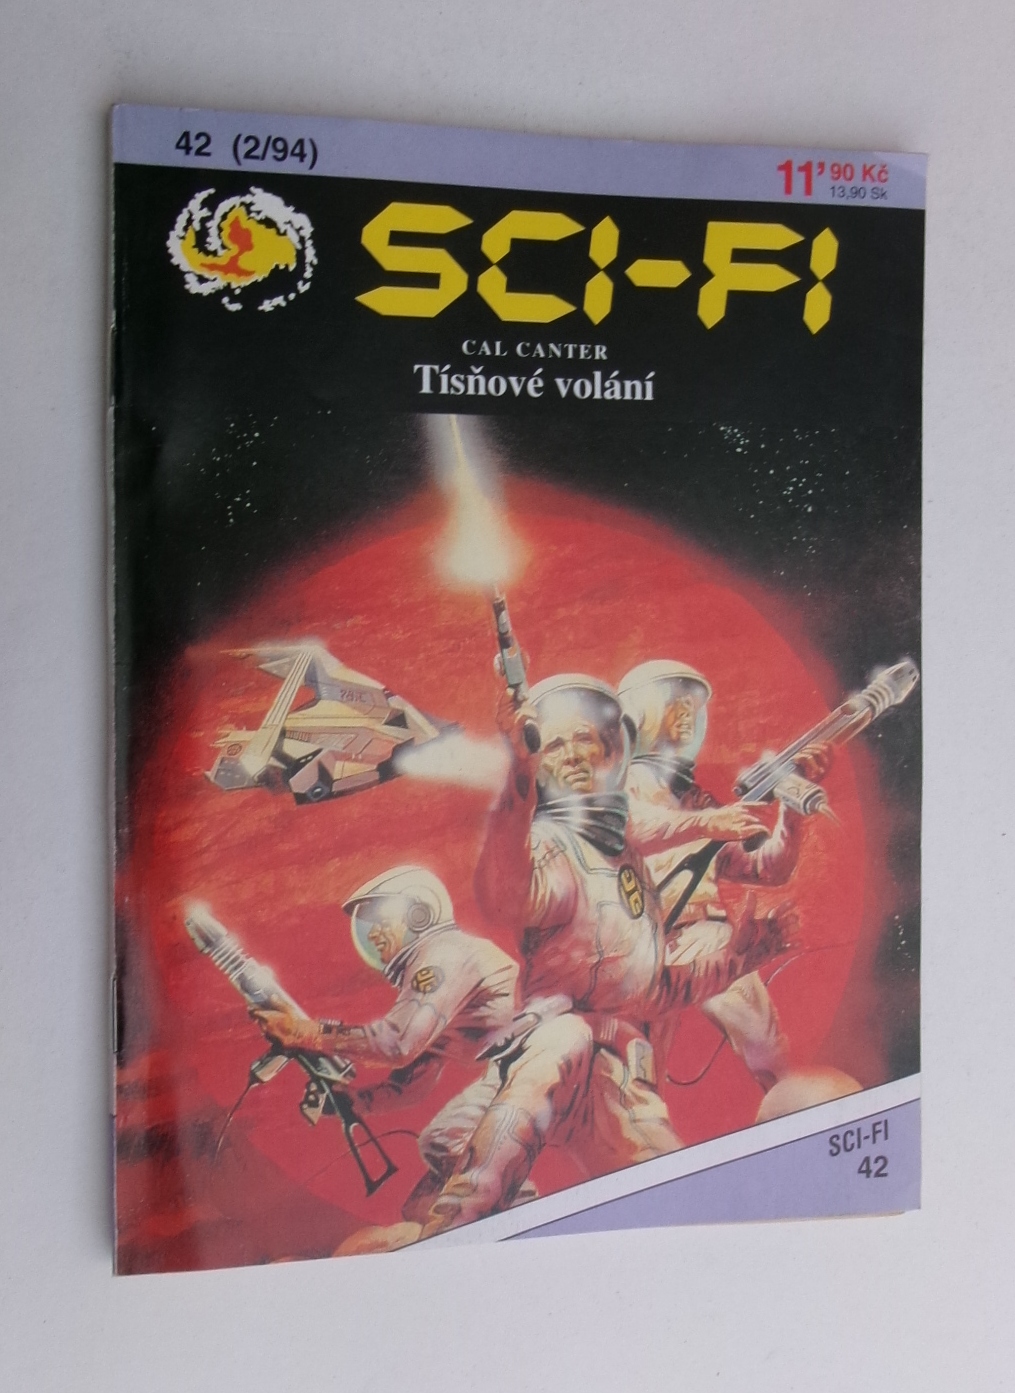 42 (2/94)
11'90 Kč
13,90 Sk
SCI-FI
CAL CANTER
Tísňové volání
SCI-FI
42